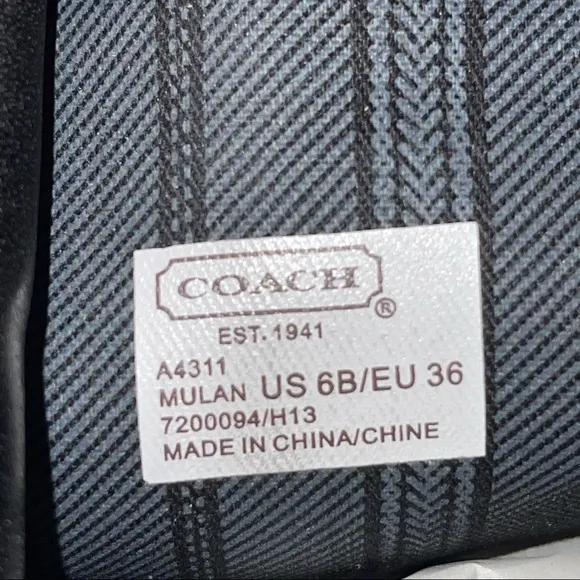 COACH®
EST. 1941
A4311
MULAN US 6B/EU 36
7200094/H13
MADE IN CHINA/CHINE